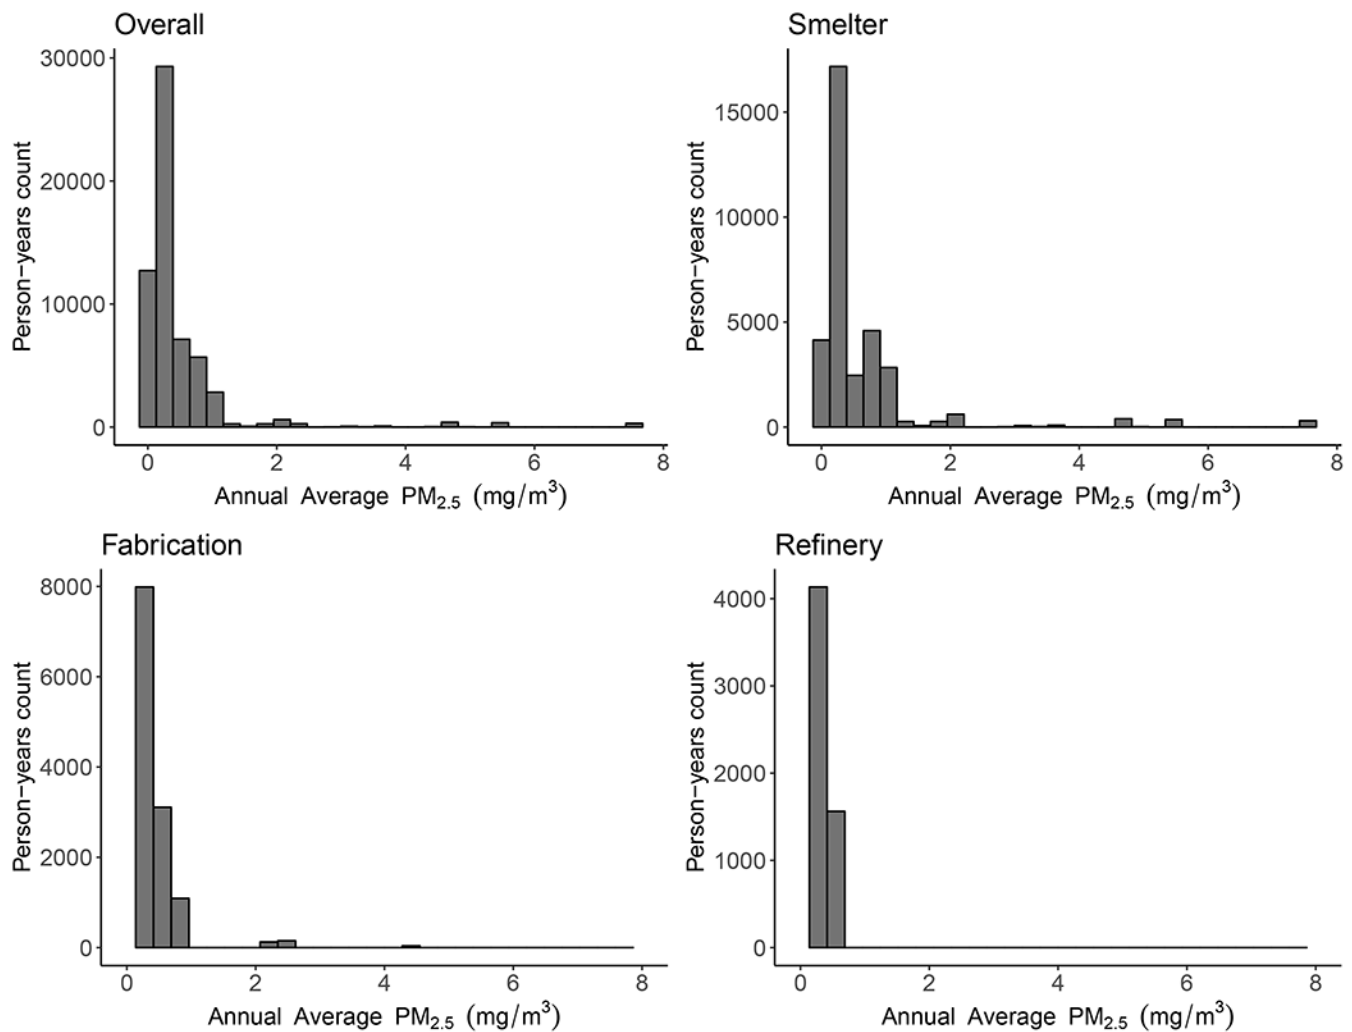 Overall
30000
20000
10000
0
Person−years count
0 2 4 6 8
Annual Average PM2.5 (mg/m3)
Smelter
15000
10000
5000
0
Person−years count
0 2 4 6 8
Annual Average PM2.5 (mg/m3)
Fabrication
8000
6000
4000
2000
0
Person−years count
0 2 4 6 8
Annual Average PM2.5 (mg/m3)
Refinery
4000
3000
2000
1000
0
Person−years count
0 2 4 6 8
Annual Average PM2.5 (mg/m3)